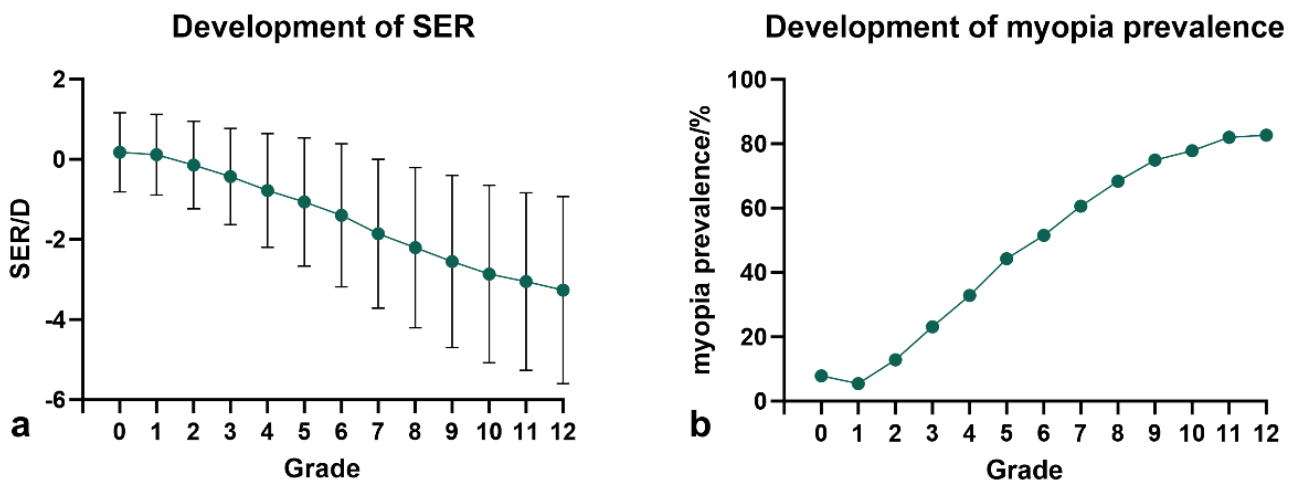 Development of SER
2
0
-2
-4
-6
SER/D
0 1 2 3 4 5 6 7 8 9 10 11 12
Grade
a
Development of myopia prevalence
100
80
60
40
20
0
myopia prevalence/%
0 1 2 3 4 5 6 7 8 9 10 11 12
Grade
b